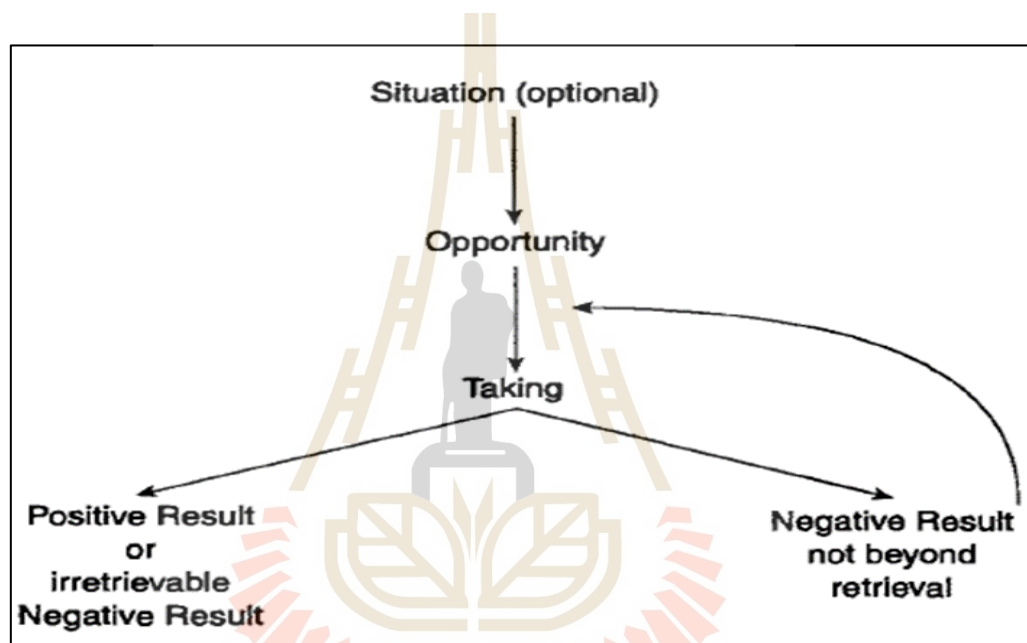 Situation (optional)
Opportunity
Taking
Positive Result
or
irretrievable
Negative Result
Negative Result
not beyond
retrieval